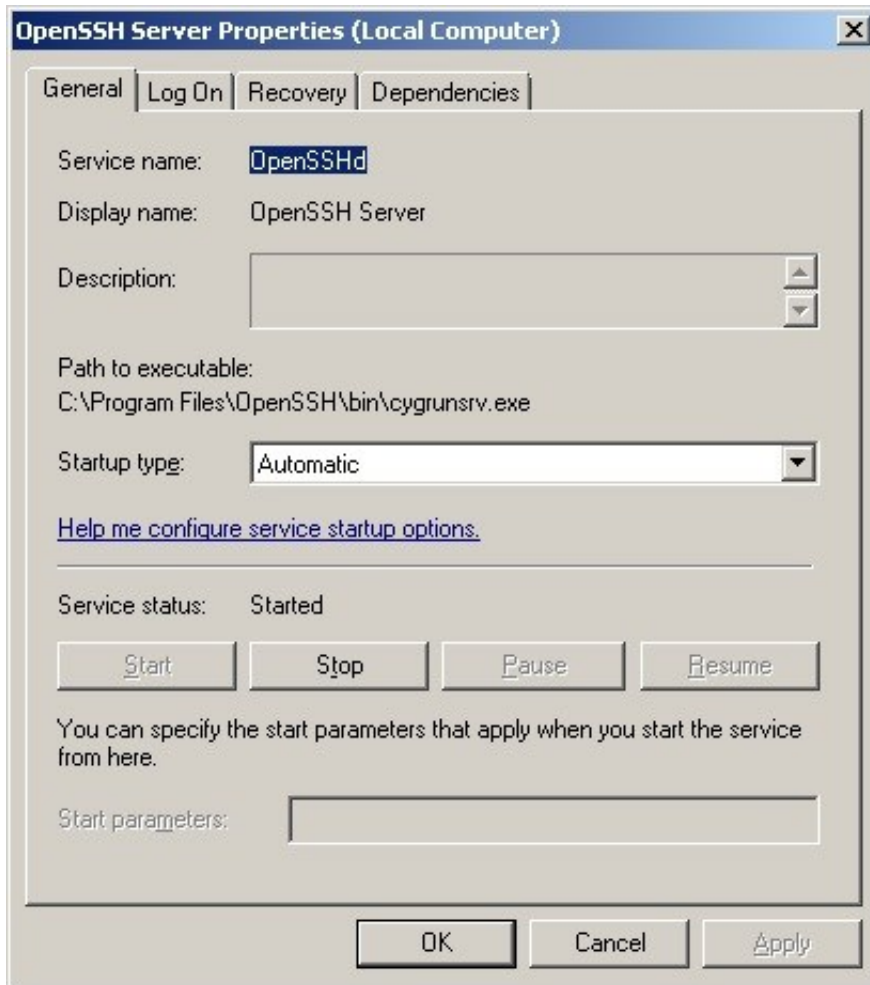 OpenSSH Server Properties (Local Computer)
General Log On Recovery Dependencies
Service name: OpenSSHd
Display name: OpenSSH Server
Description:
Path to executable:
C:\Program Files\OpenSSH\bin\cygrunsrv.exe
Startup type: Automatic
Help me configure service startup options.
Service status: Started
Start Stop Pause Resume
You can specify the start parameters that apply when you start the service
from here.
Start parameters:
OK Cancel Apply